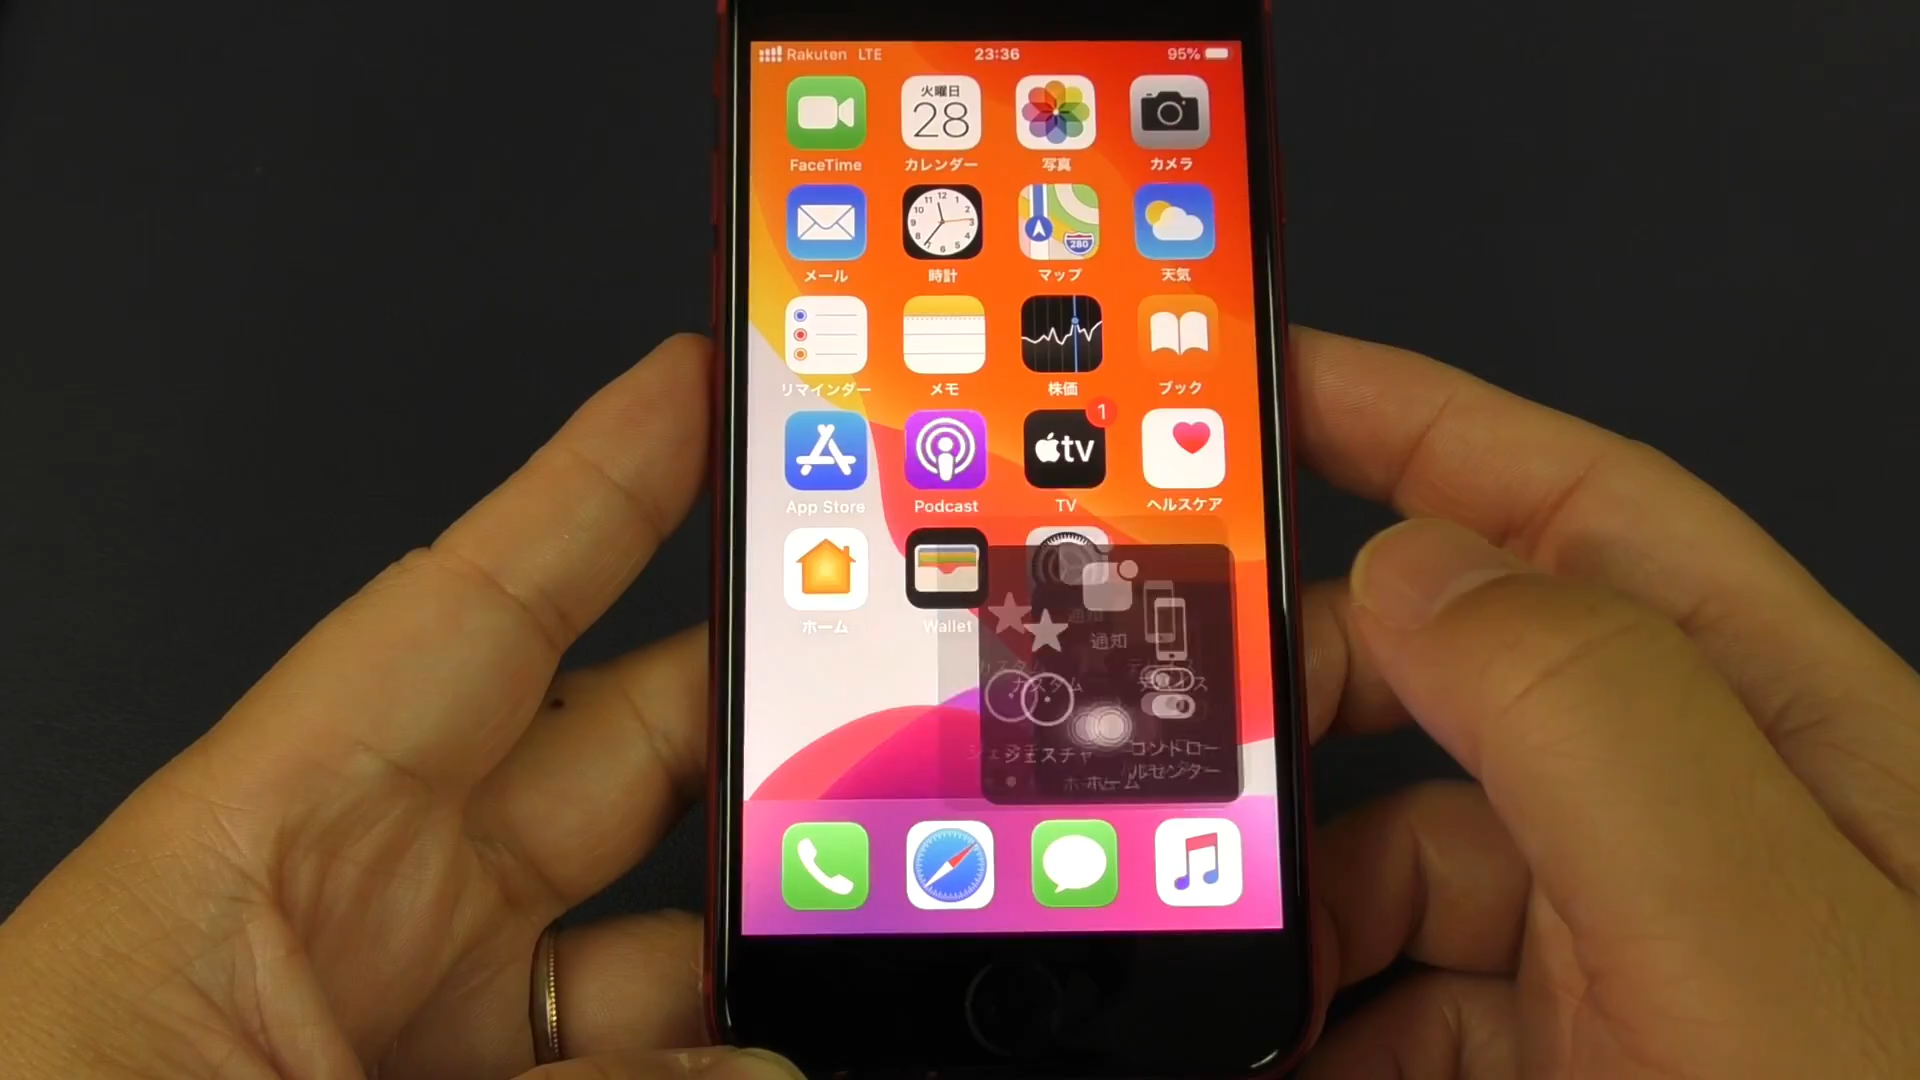 Rakuten LTE 23:36 95%
火曜日
28
FaceTime カレンダー 写真 カメラ
280
メール 時計 マップ 天気
リマインダー メモ 株価 ブック
1
tv
App Store Podcast TV ヘルスケア
ホーム Wallet
通知
カスタム デバイス
ジェスチャ コントロー
ルセンター
ホーム